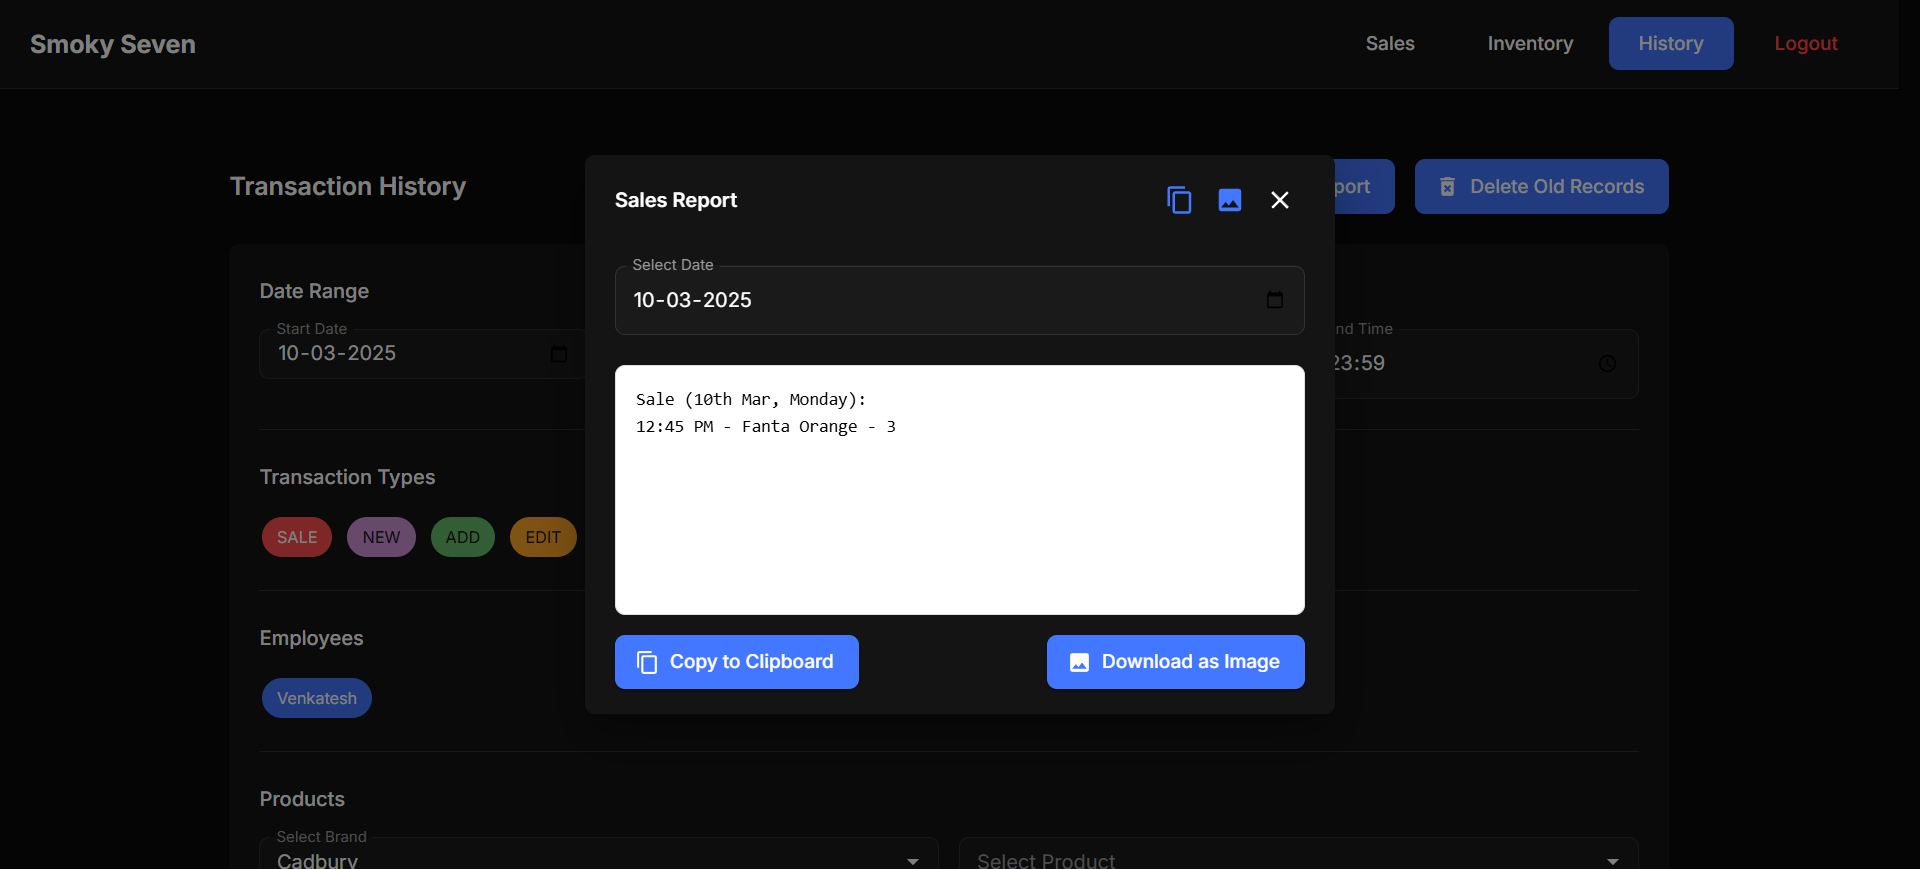 Smoky Seven
Sales Inventory History Logout
Transaction History
port
Delete Old Records
Sales Report
Select Date
10-03-2025
Sale (10th Mar, Monday):
12:45 PM - Fanta Orange - 3
Copy to Clipboard
Download as Image
Date Range
Start Date
10-03-2025
nd Time
23:59
Transaction Types
SALE NEW ADD EDIT
Employees
Venkatesh
Products
Select Brand
Cadbury
Select Product